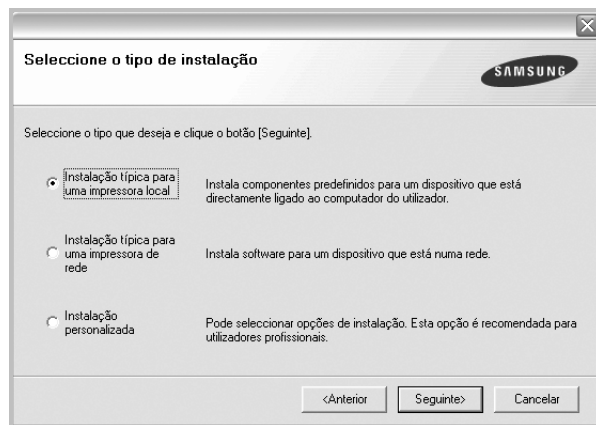 Seleccione o tipo de instalação
SAMSUNG
Seleccione o tipo que deseja e clique o botão [Seguinte].
Instalação típica para
uma impressora local
Instala componentes predefinidos para um dispositivo que está
directamente ligado ao computador do utilizador.
Instalação típica para
uma impressora de
rede
Instala software para um dispositivo que está numa rede.
Instalação
personalizada
Pode seleccionar opções de instalação. Esta opção é recomendada para
utilizadores profissionais.
<Anterior
Seguinte>
Cancelar